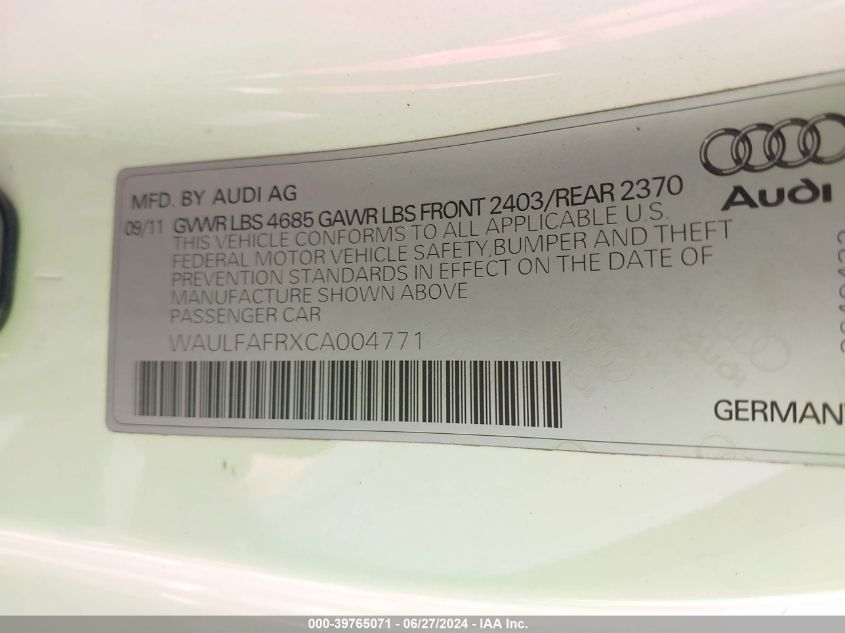 MFD. BY AUDI AG
09/11 GVWR LBS 4685 GAWR LBS FRONT 2403/REAR 2370
THIS VEHICLE CONFORMS TO ALL APPLICABLE U.S.
FEDERAL MOTOR VEHICLE SAFETY,BUMPER AND THEFT
PREVENTION STANDARDS IN EFFECT ON THE DATE OF
MANUFACTURE SHOWN ABOVE
PASSENGER CAR
WAULFAFRXCA004771
Audi
GERMANY
000-39765071 - 06/27/2024 - IAA Inc.